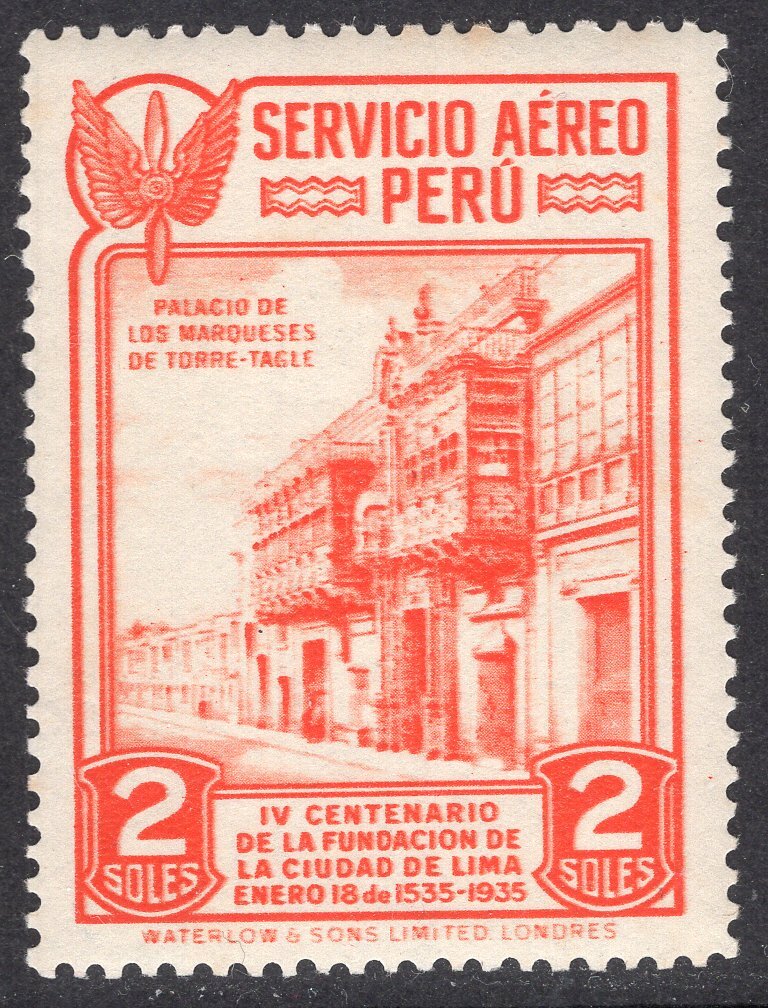 SERVICIO AÉREO
PERÚ
PALACIO DE
LOS MARQUESES
DE TORRE-TAGLE
2
SOLES
2
SOLES
IV CENTENARIO
DE LA FUNDACION DE
LA CIUDAD DE LIMA
ENERO 18 de 1535-1935
WATERLOW & SONS LIMITED. LONDRES